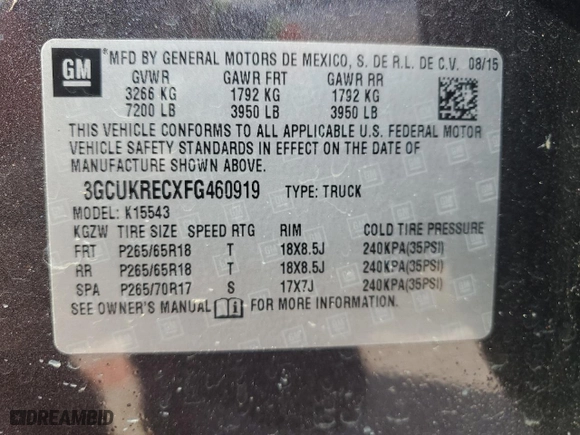 GM ® MFD BY GENERAL MOTORS DE MEXICO, S. DE R.L. DE C.V. 08/15
GVWR GAWR FRT GAWR RR
3266 KG 1792 KG 1792 KG
7200 LB 3950 LB 3950 LB
THIS VEHICLE CONFORMS TO ALL APPLICABLE U.S. FEDERAL MOTOR
VEHICLE SAFETY STANDARDS IN EFFECT ON THE DATE OF
MANUFACTURE SHOWN ABOVE.
3GCUKRECXFG460919 TYPE: TRUCK
MODEL: K15543
KGZW TIRE SIZE SPEED RTG RIM COLD TIRE PRESSURE
FRT P265/65R18 T 18X8.5J 240KPA(35PSI)
RR P265/65R18 T 18X8.5J 240KPA(35PSI)
SPA P265/70R17 S 17X7J 240KPA(35PSI)
SEE OWNER'S MANUAL FOR MORE INFORMATION
DREAMBID